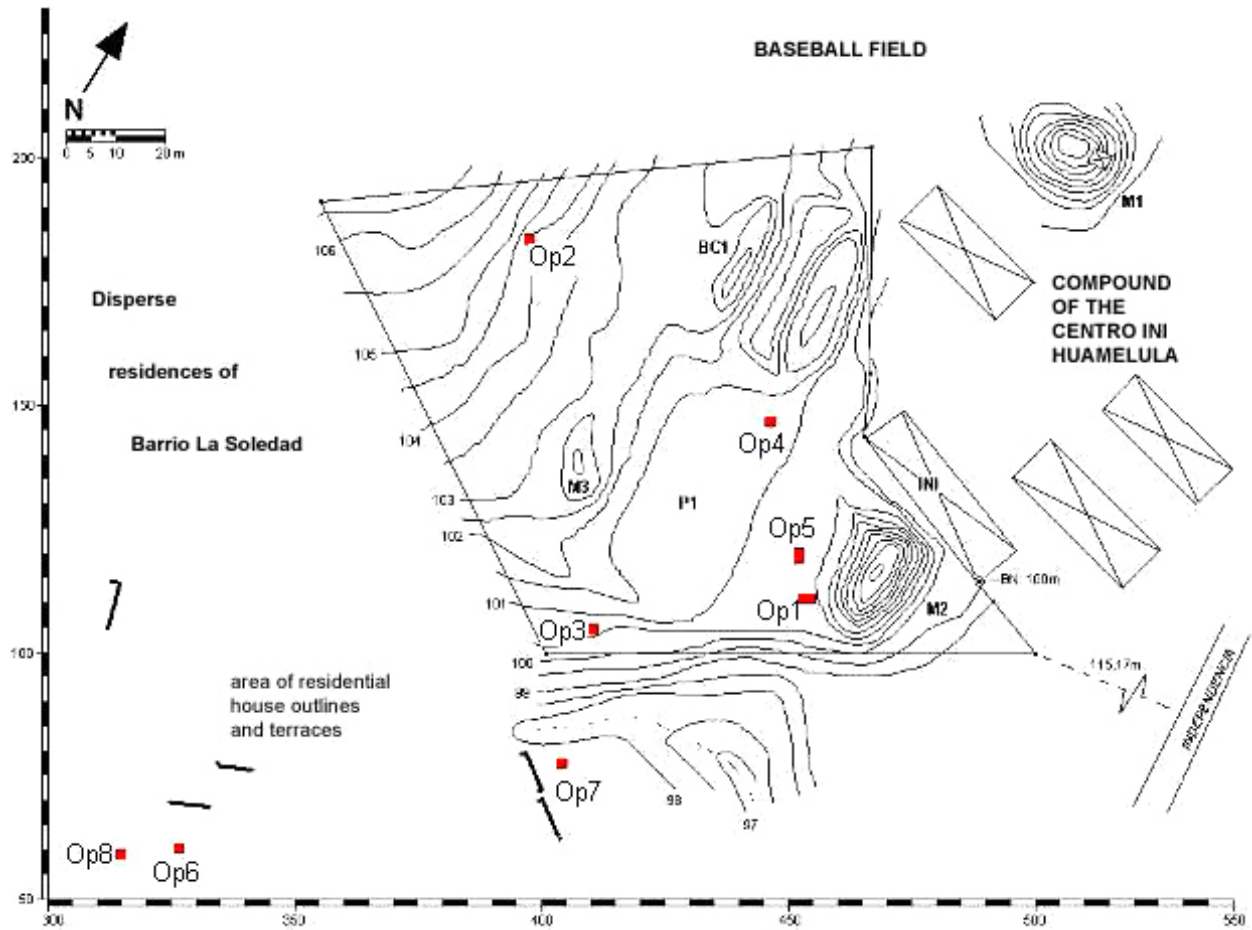 BASEBALL FIELD
N
0 5 10 20 m
200
M1
BC1
106
Op2
COMPOUND
OF THE
CENTRO INI
HUAMELULA
Disperse
105
residences of
150
104
Op4
Barrio La Soledad
M3
INI
103
P1
102
Op5
BN. 100m
101
Op1
M2
Op3
100
100
115,17m
99
area of residential
house outlines
and terraces
INDEPENDENCIA
Op7
98
97
Op8
Op6
50
300
350
400
450
500
550